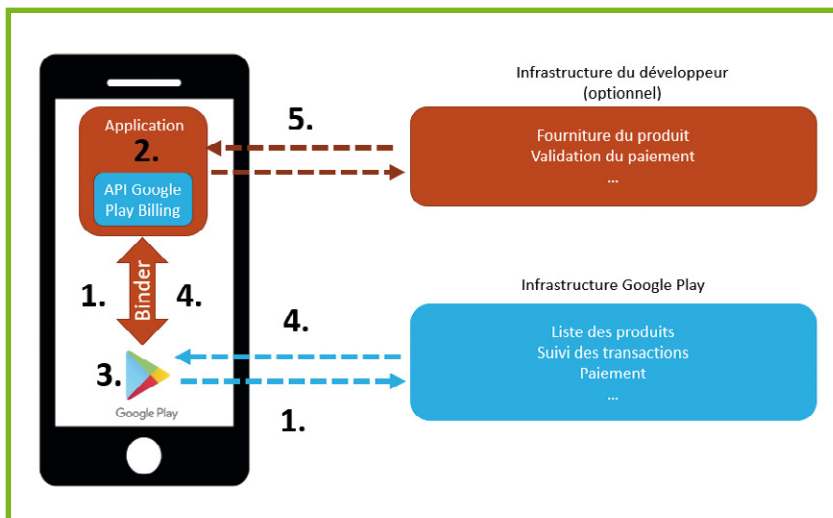 Infrastructure du développeur
(optionnel)
Application
2.
API Google
Play Billing
5.
Fourniture du produit
Validation du paiement
...
1.
Binder
4.
Infrastructure Google Play
3.
Google Play
4.
1.
Liste des produits
Suivi des transactions
Paiement
...